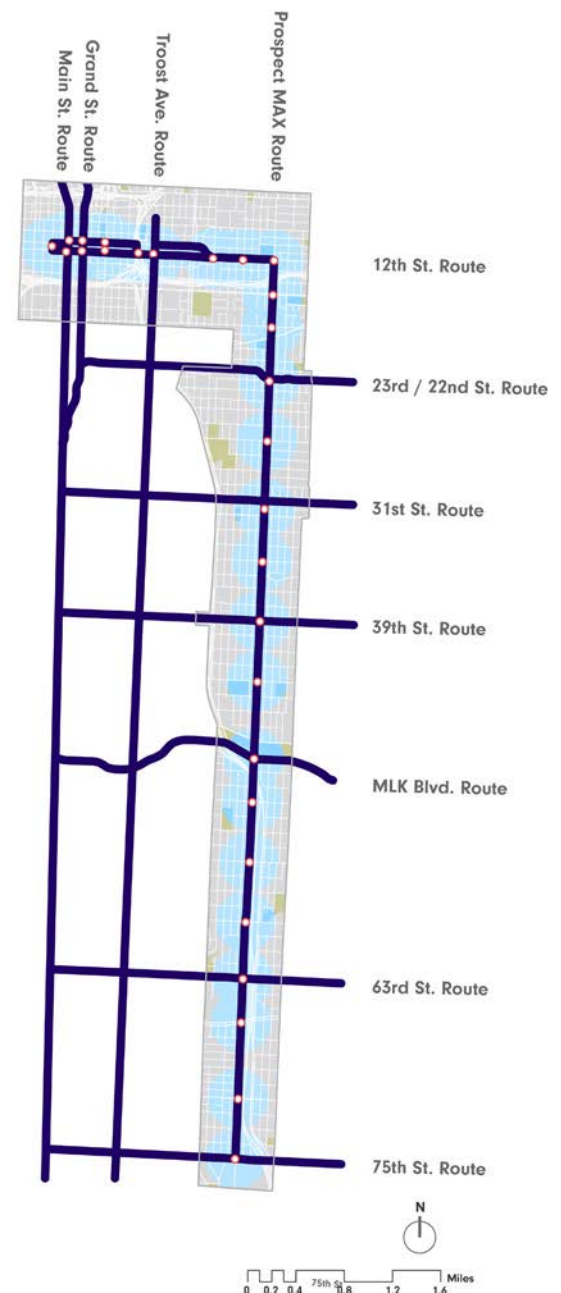 Main St. Route
Grand St. Route
Troost Ave. Route
Prospect MAX Route
12th St. Route
23rd / 22nd St. Route
31st St. Route
39th St. Route
MLK Blvd. Route
63rd St. Route
75th St. Route
N
Miles
75th St
0 0.2 0.4 0.8 1.2 1.6